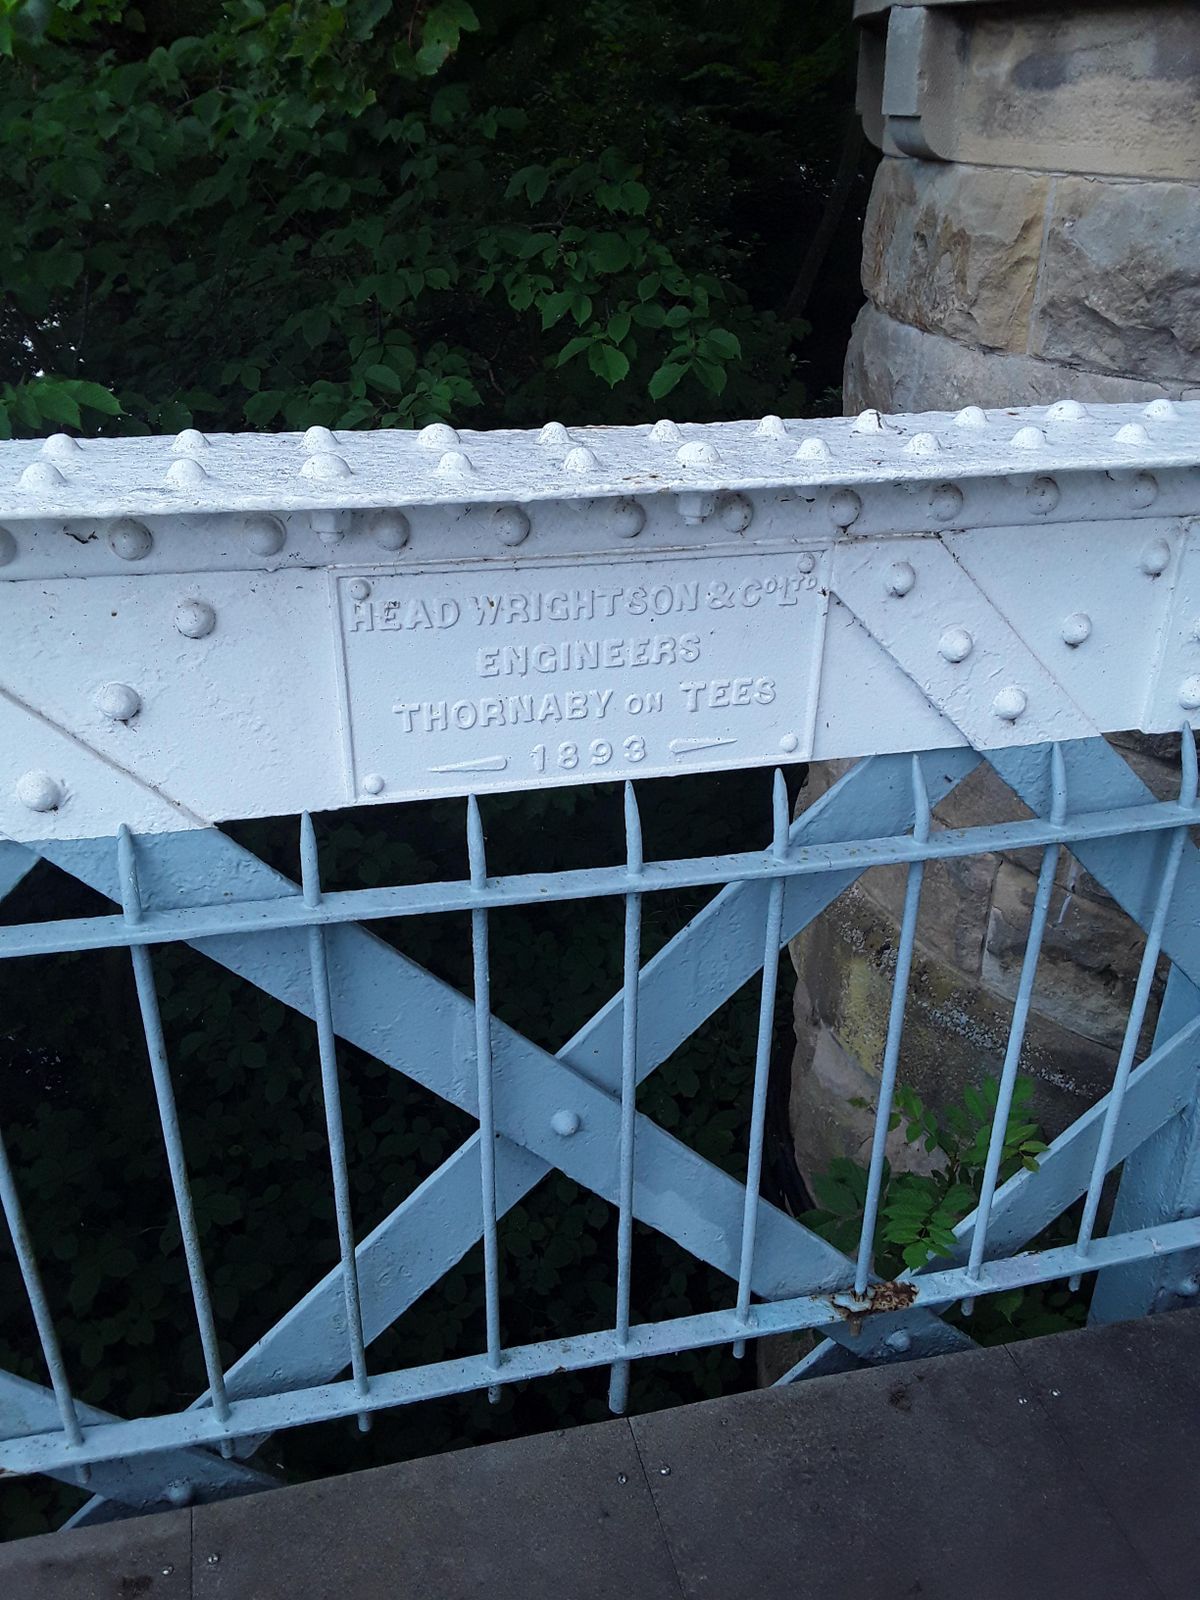 HEAD WRIGHTSON & Co LTD
ENGINEERS
THORNABY ON TEES
1893